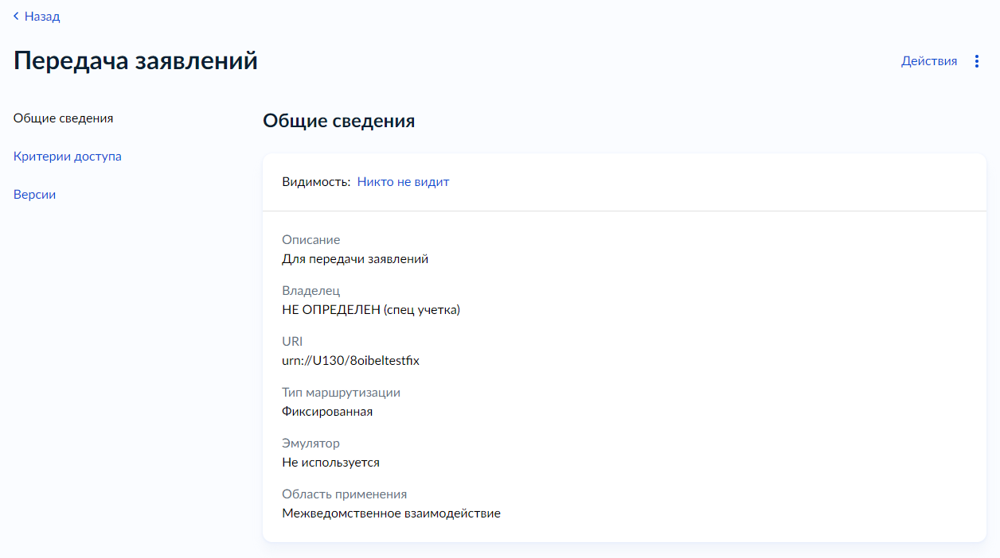 Назад
Передача заявлений
Действия
Общие сведения
Критерии доступа
Версии
Общие сведения
Видимость: Никто не видит
Описание
Для передачи заявлений
Владелец
НЕ ОПРЕДЕЛЕН (спец учетка)
URI
urn://U130/8oibeltestfix
Тип маршрутизации
Фиксированная
Эмулятор
Не используется
Область применения
Межведомственное взаимодействие